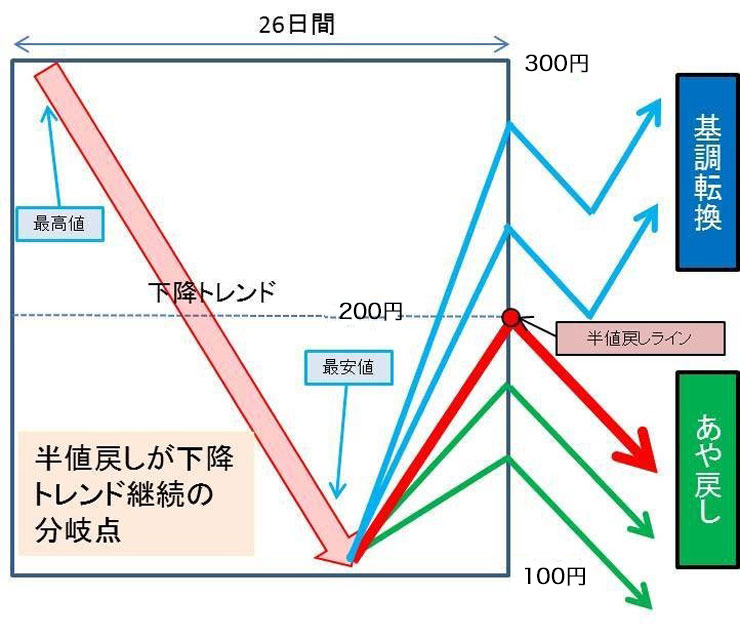 26日間
300円
基調転換
最高値
下降トレンド
200円
半値戻しライン
最安値
あや戻し
半値戻しが下降
トレンド継続の
分岐点
100円